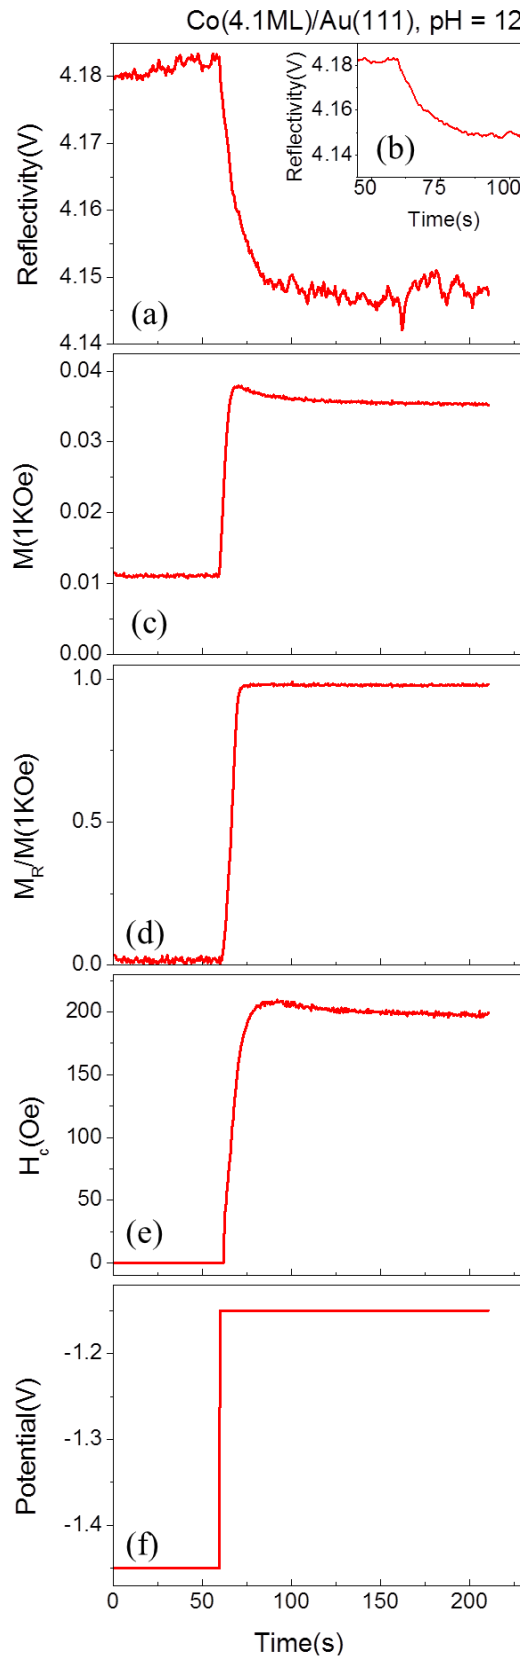 Co(4.1ML)/Au(111), pH = 12
Reflectivity(V)
4.18
4.17
4.16
4.15
4.14
(a)
Reflectivity(V)
4.18
4.16
4.14
(b)
50 75 100
Time(s)
M(1KOe)
0.04
0.03
0.02
0.01
0.00
(c)
M_R/M(1KOe)
1.0
0.5
0.0
(d)
H_c(Oe)
200
150
100
50
0
(e)
Potential(V)
-1.2
-1.3
-1.4
(f)
0 50 100 150 200
Time(s)